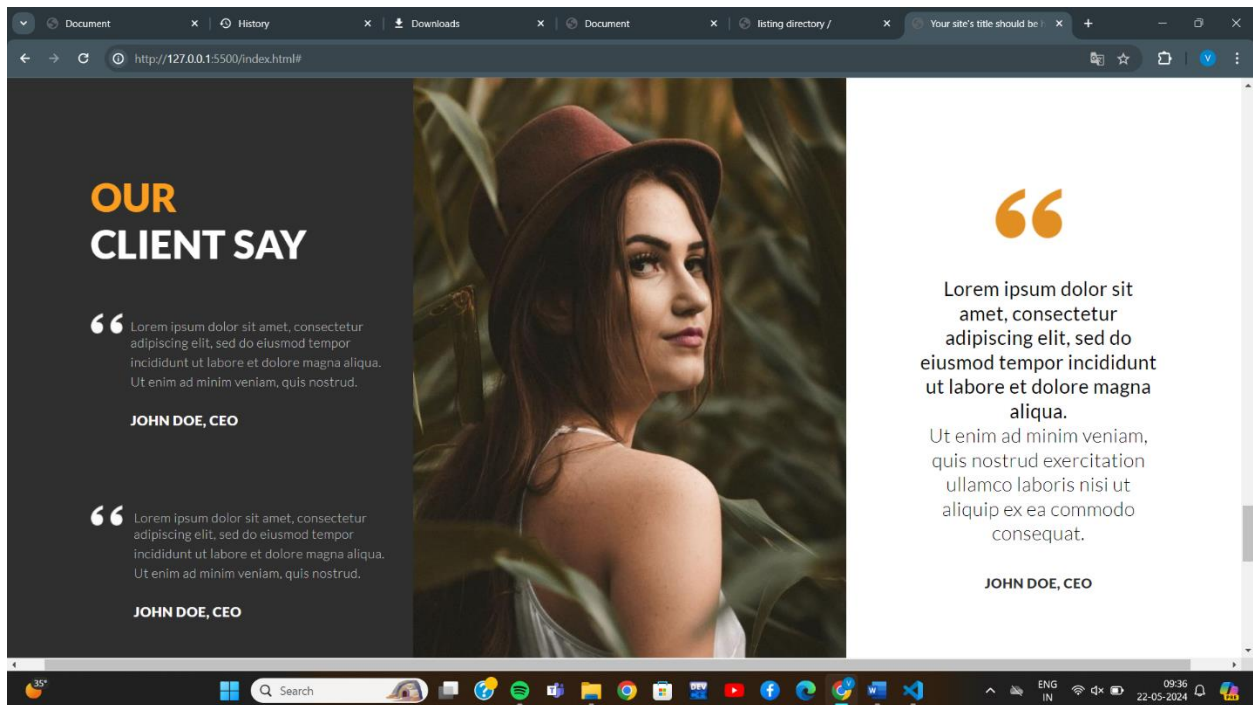 Document
History
Downloads
Document
listing directory /
Your site's title should be h
http://127.0.0.1:5500/index.html#
V
OUR
CLIENT SAY
Lorem ipsum dolor sit amet, consectetur
adipiscing elit, sed do eiusmod tempor
incididunt ut labore et dolore magna aliqua.
Ut enim ad minim veniam, quis nostrud.
JOHN DOE, CEO
Lorem ipsum dolor sit amet, consectetur
adipiscing elit, sed do eiusmod tempor
incididunt ut labore et dolore magna aliqua.
Ut enim ad minim veniam, quis nostrud.
JOHN DOE, CEO
“
Lorem ipsum dolor sit
amet, consectetur
adipiscing elit, sed do
eiusmod tempor incididunt
ut labore et dolore magna
aliqua.
Ut enim ad minim veniam,
quis nostrud exercitation
ullamco laboris nisi ut
aliquip ex ea commodo
consequat.
JOHN DOE, CEO
35°
Search
DEV
ENG
IN
09:36
22-05-2024